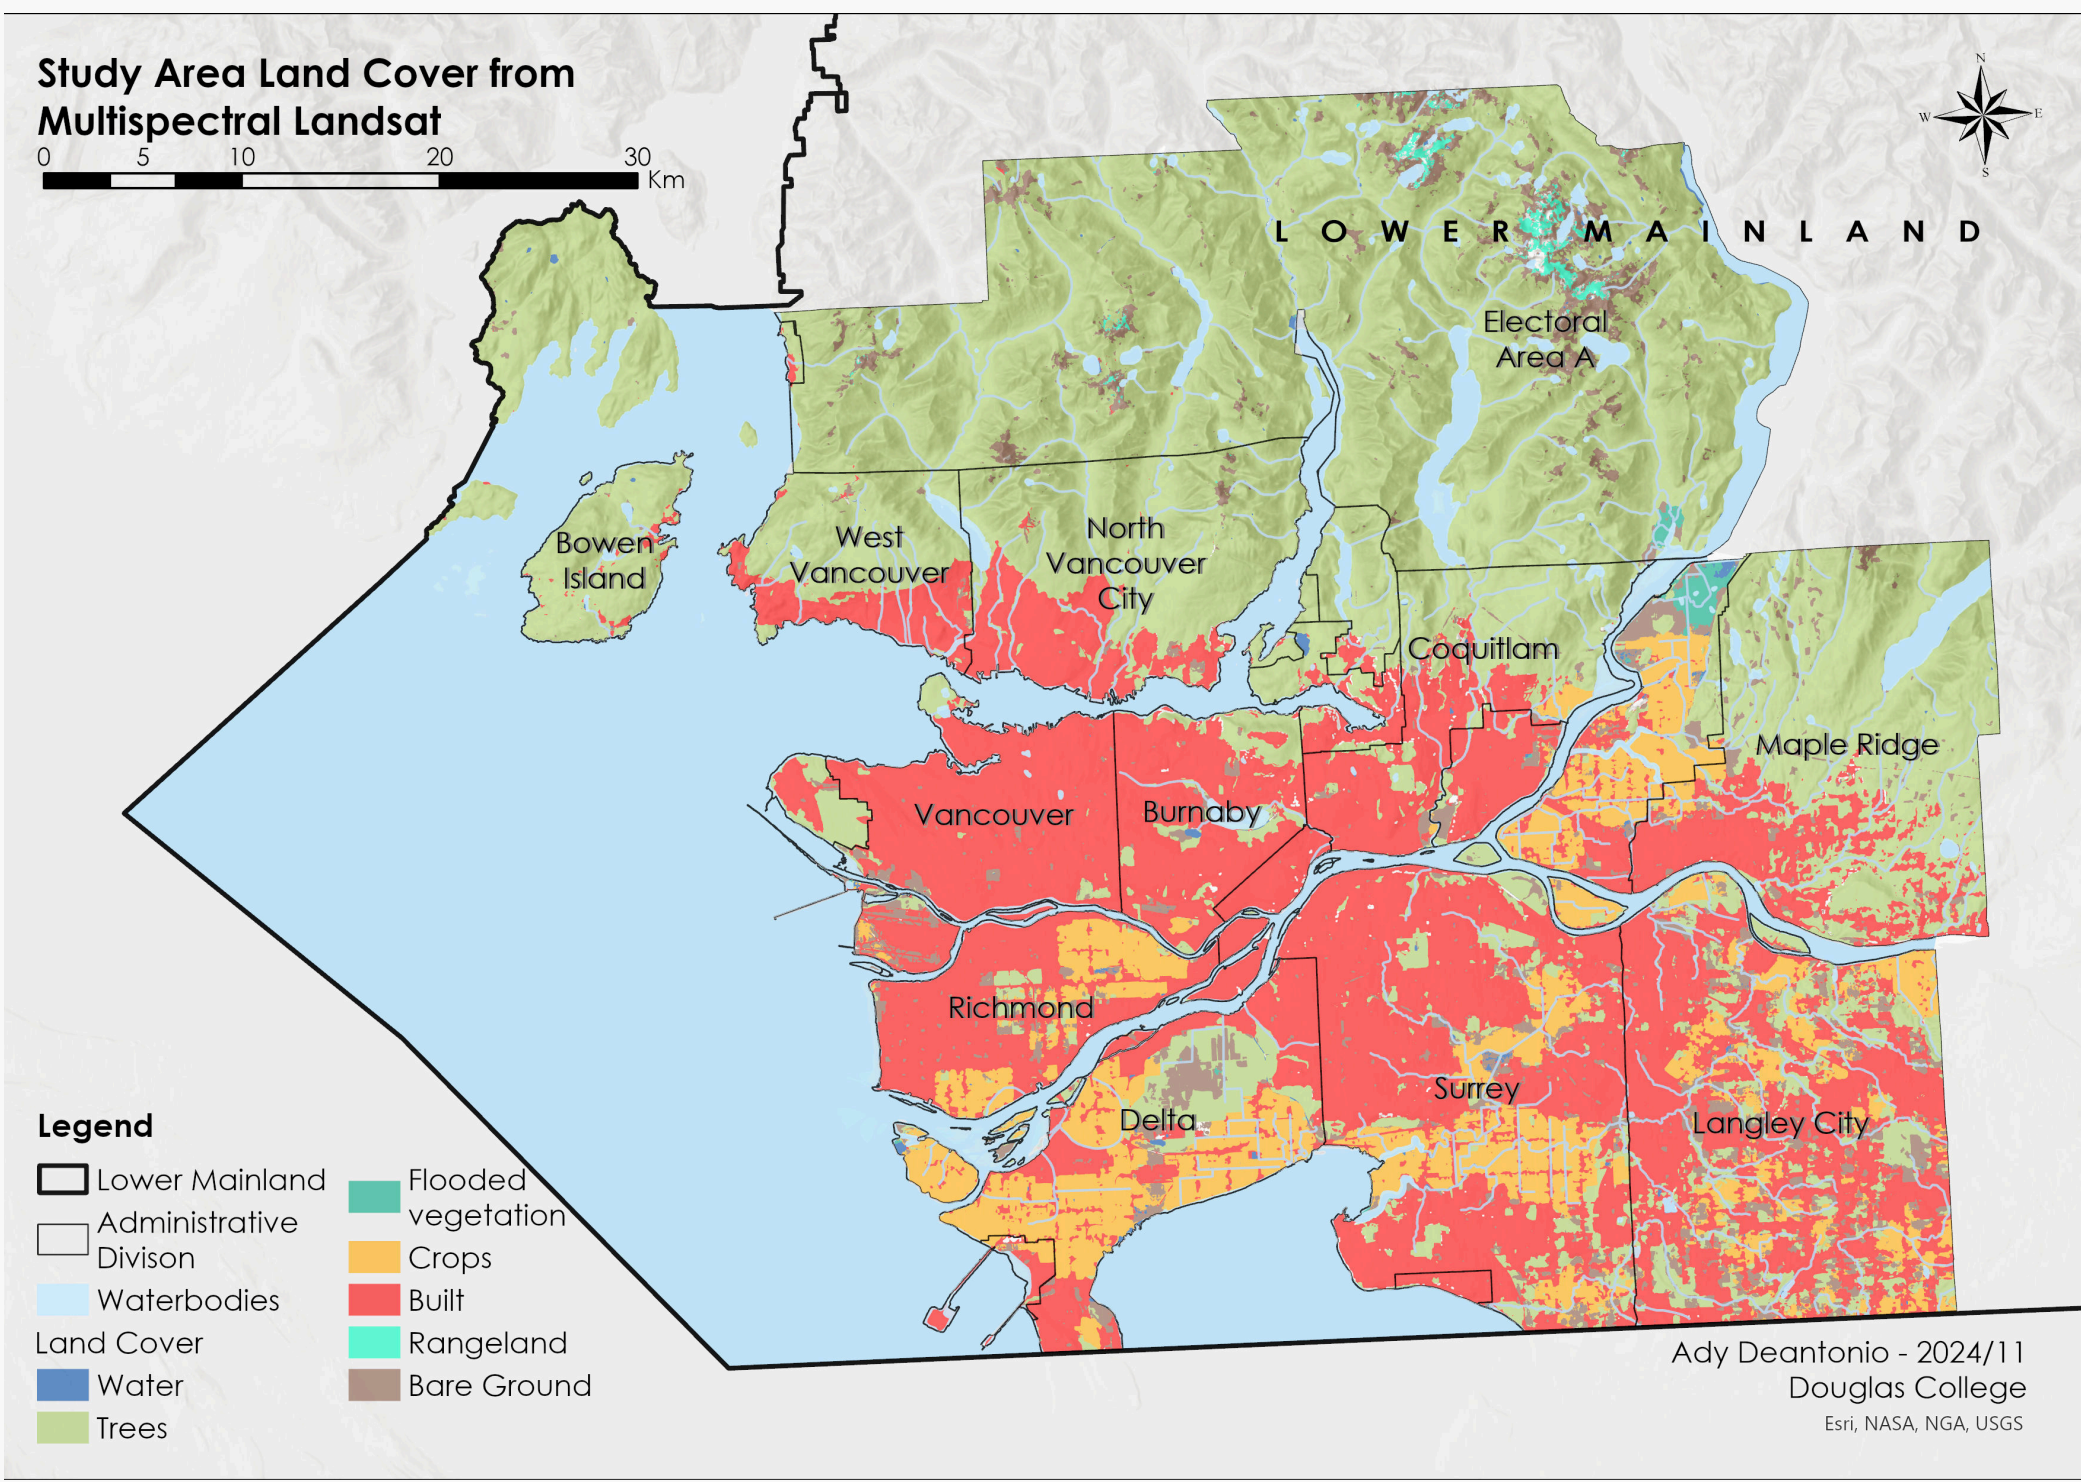 Study Area Land Cover from
Multispectral Landsat
0 5 10 20 30
Km
N
W E
S
LOWER MAINLAND
Electoral
Area A
Bowen
Island
West
Vancouver
North
Vancouver
City
Coquitlam
Maple Ridge
Vancouver
Burnaby
Richmond
Delta
Surrey
Langley City
Legend
Lower Mainland
Administrative
Divison
Waterbodies
Land Cover
Water
Trees
Flooded
vegetation
Crops
Built
Rangeland
Bare Ground
Ady Deantonio - 2024/11
Douglas College
Esri, NASA, NGA, USGS